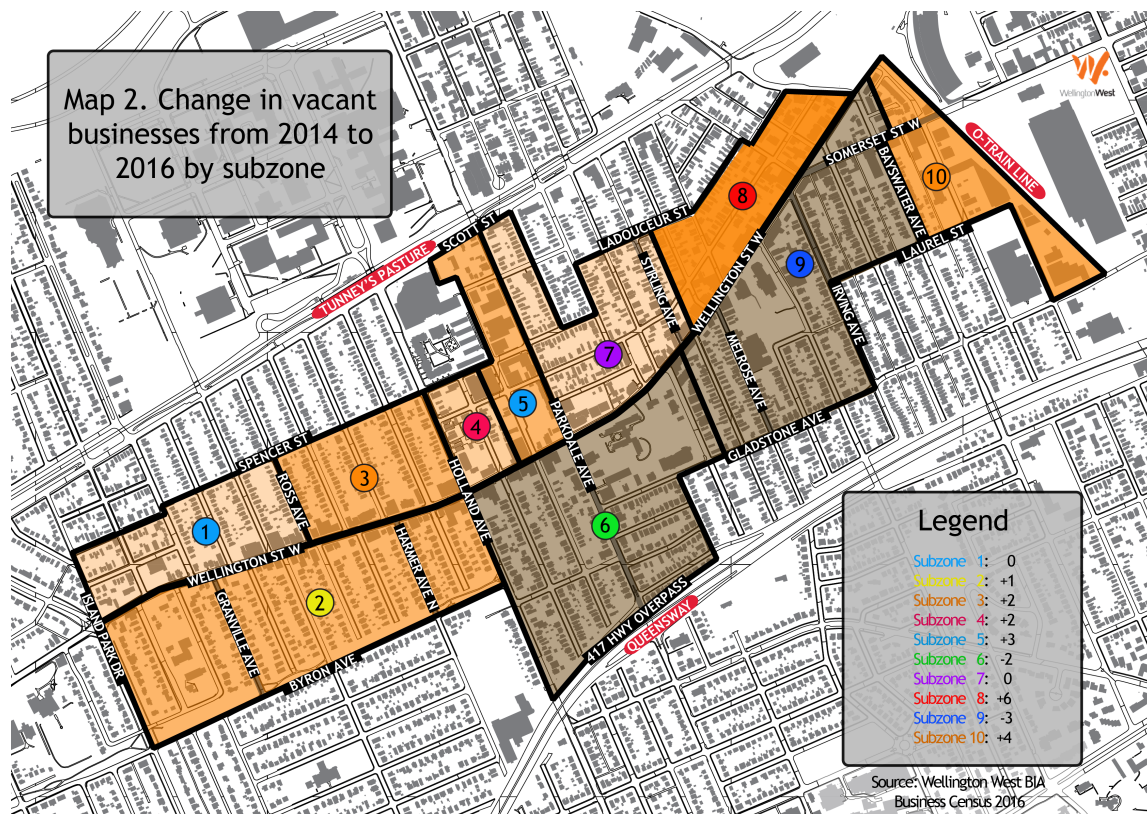 Map 2. Change in vacant
businesses from 2014 to
2016 by subzone
WellingtonWest
O-TRAIN LINE
SOMERSET ST W
BAYSWATER AVE
10
8
LADOUCEUR ST
SCOTT ST
TUNNEY'S PASTURE
LAUREL ST
9
STIRLING AVE
WELLINGTON ST W
IRVING AVE
MELROSE AVE
7
5
4
PARKDALE AVE
GLADSTONE AVE
SPENCER ST
3
ROSS AVE
HOLLAND AVE
1
6
WELLINGTON ST W
HARMER AVE N
2
ISLAND PARK DR
GRANVILLE AVE
BYRON AVE
417 HWY OVERPASS
QUEENSWAY
Legend
Subzone 1: 0
Subzone 2: +1
Subzone 3: +2
Subzone 4: +2
Subzone 5: +3
Subzone 6: -2
Subzone 7: 0
Subzone 8: +6
Subzone 9: -3
Subzone 10: +4
Source: Wellington West BIA
Business Census 2016